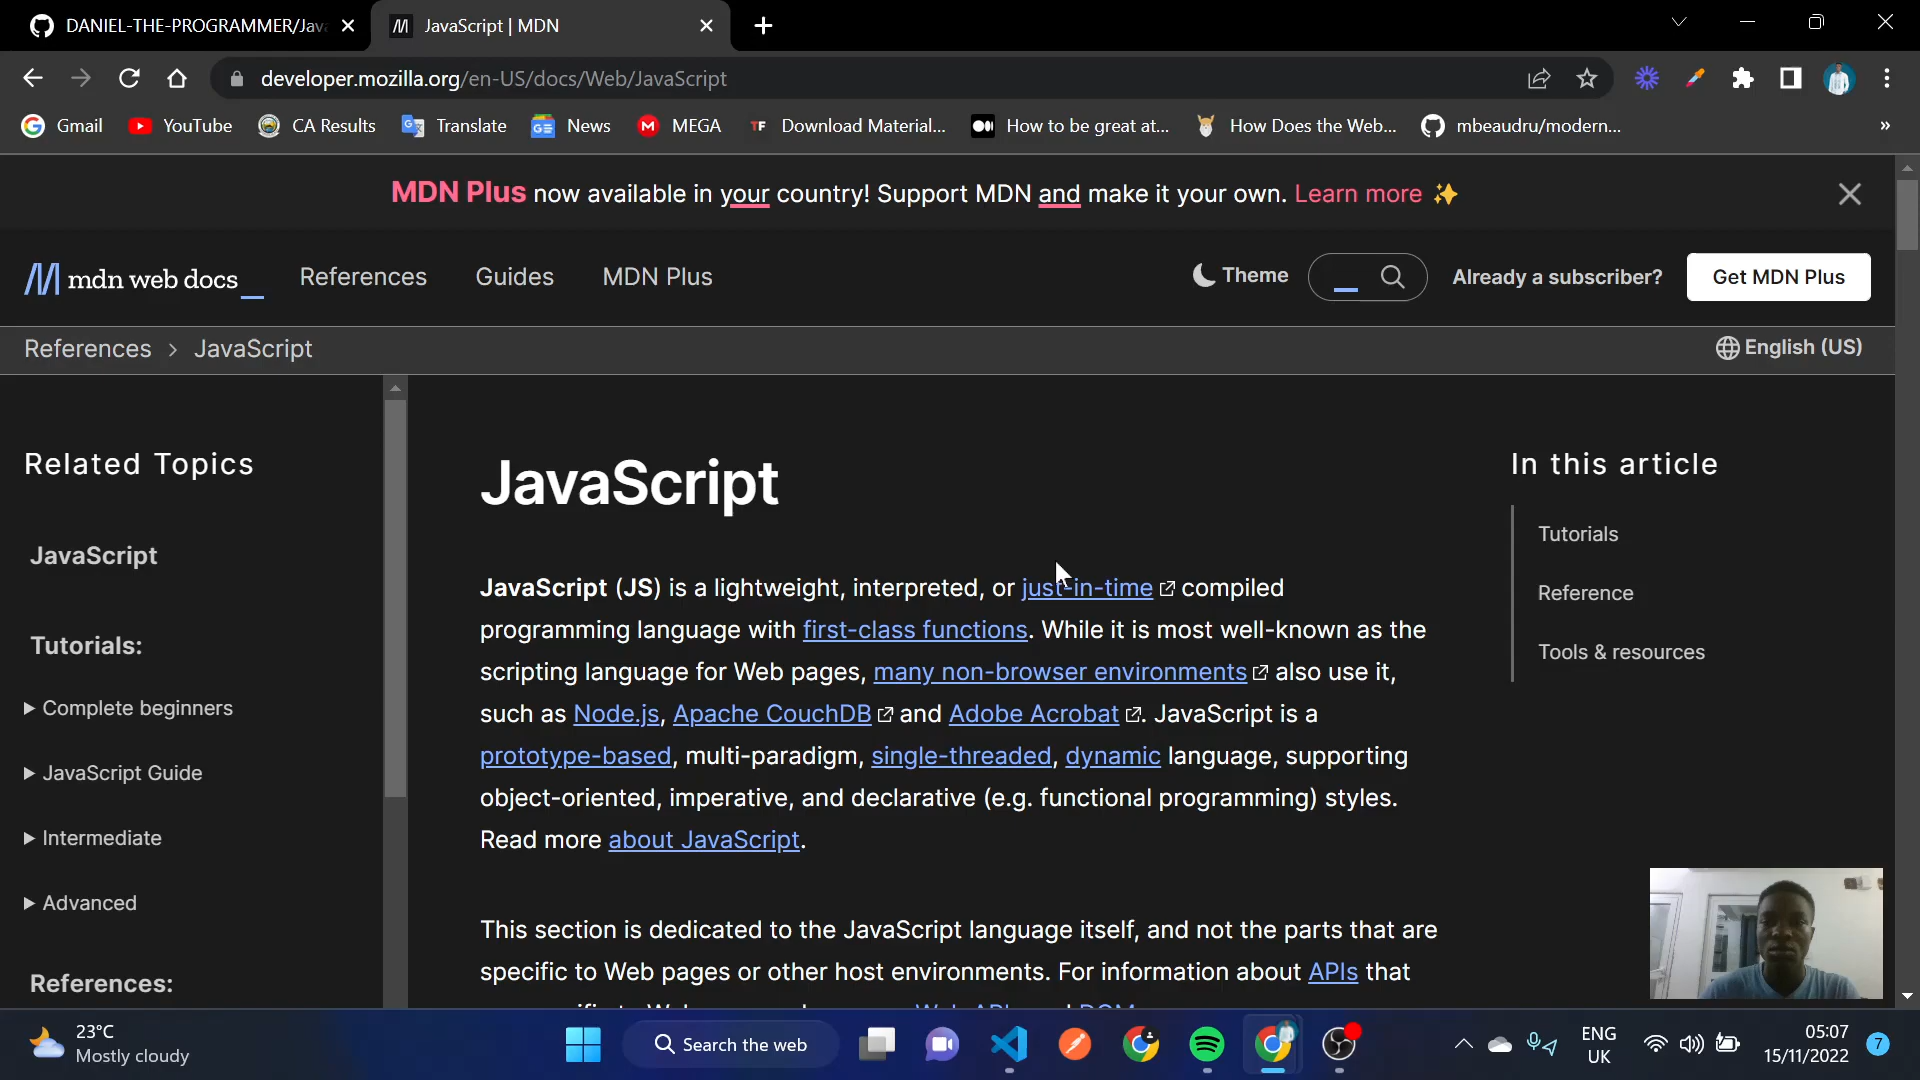 DANIEL-THE-PROGRAMMER/Jav
JavaScript | MDN
developer.mozilla.org/en-US/docs/Web/JavaScript
Gmail
YouTube
CA Results
Translate
News
MEGA
Download Material...
How to be great at...
How Does the Web...
mbeaudru/modern...
MDN Plus now available in your country! Support MDN and make it your own. Learn more ✨
mdn web docs_
References
Guides
MDN Plus
Theme
Already a subscriber?
Get MDN Plus
References > JavaScript
English (US)
Related Topics
JavaScript
Tutorials:
Complete beginners
JavaScript Guide
Intermediate
Advanced
References:
JavaScript
JavaScript (JS) is a lightweight, interpreted, or just-in-time compiled
programming language with first-class functions. While it is most well-known as the
scripting language for Web pages, many non-browser environments also use it,
such as Node.js, Apache CouchDB and Adobe Acrobat. JavaScript is a
prototype-based, multi-paradigm, single-threaded, dynamic language, supporting
object-oriented, imperative, and declarative (e.g. functional programming) styles.
Read more about JavaScript.
This section is dedicated to the JavaScript language itself, and not the parts that are
specific to Web pages or other host environments. For information about APIs that
In this article
Tutorials
Reference
Tools & resources
23°C
Mostly cloudy
Search the web
ENG
UK
05:07
15/11/2022
7